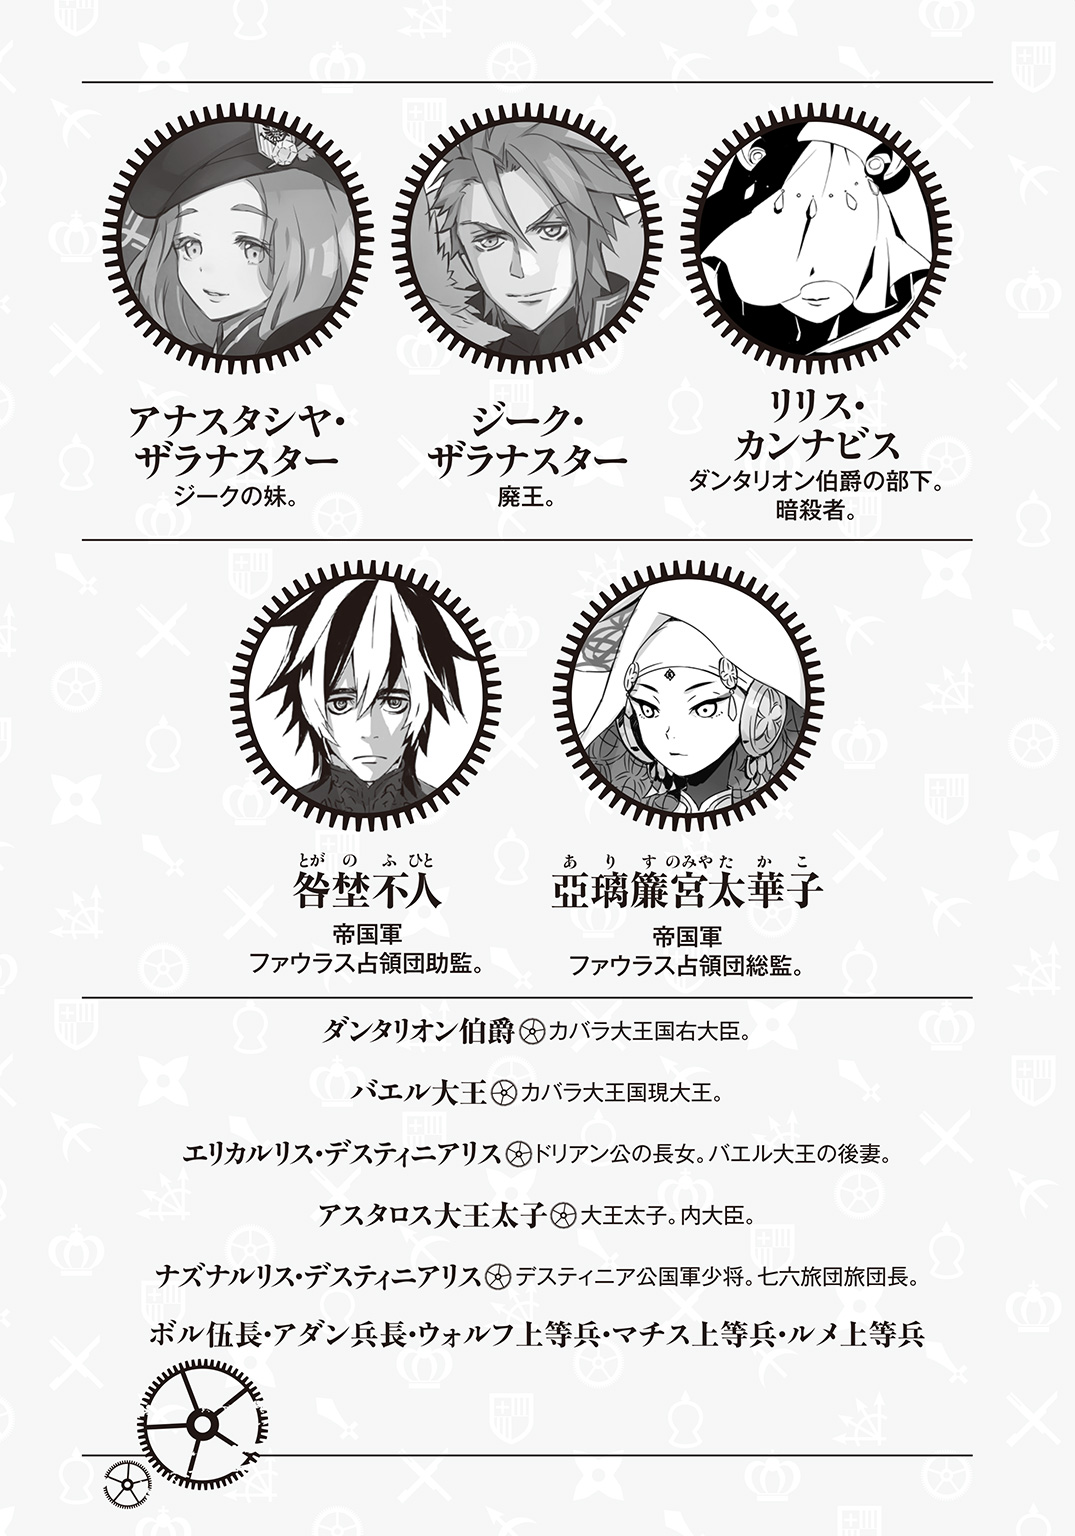 アナスタシヤ・
ザラナスター
ジークの妹。
ジーク・
ザラナスター
廃王。
リリス・
カンナビス
ダンタリオン伯爵の部下。
暗殺者。
とが の ふ ひと
咎埜不人
帝国軍
ファウラス占領団助監。
あ り す のみや た か こ
亞璃簾宮太華子
帝国軍
ファウラス占領団総監。
ダンタリオン伯爵 カバラ大王国右大臣。
バエル大王 カバラ大王国現大王。
エリカルリス・デスティニアリス ドリアン公の長女。バエル大王の後妻。
アスタロス大王太子 大王太子。内大臣。
ナズナルリス・デスティニアリス デスティニア公国軍少将。七六旅団旅団長。
ボル伍長・アダン兵長・ウォルフ上等兵・マチス上等兵・ルメ上等兵